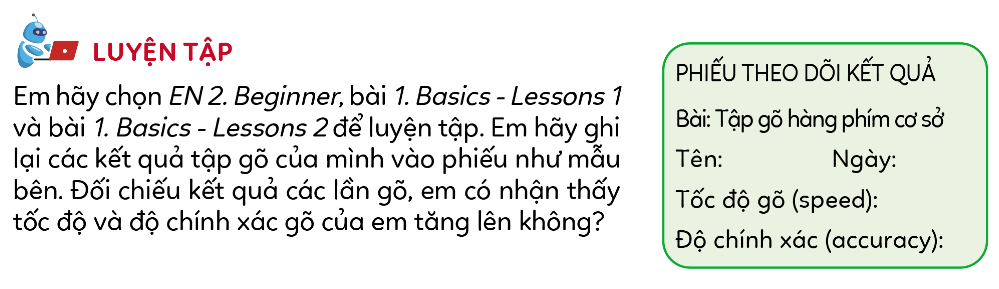 LUYỆN TẬP
Em hãy chọn EN 2. Beginner, bài 1. Basics - Lessons 1
và bài 1. Basics - Lessons 2 để luyện tập. Em hãy ghi
lại các kết quả tập gõ của mình vào phiếu như mẫu
bên. Đối chiếu kết quả các lần gõ, em có nhận thấy
tốc độ và độ chính xác gõ của em tăng lên không?
PHIẾU THEO DÕI KẾT QUẢ
Bài: Tập gõ hàng phím cơ sở
Tên: Ngày:
Tốc độ gõ (speed):
Độ chính xác (accuracy):